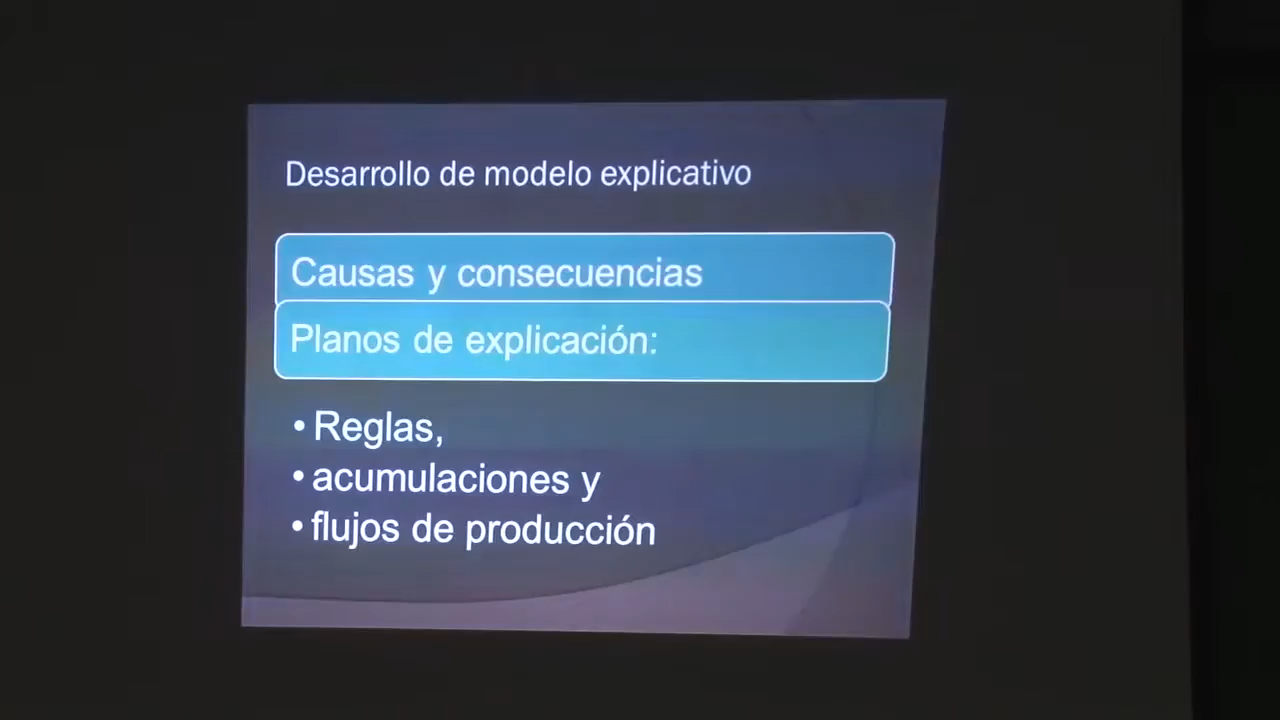 Desarrollo de modelo explicativo
Causas y consecuencias
Planos de explicación:
• Reglas,
• acumulaciones y
• flujos de producción